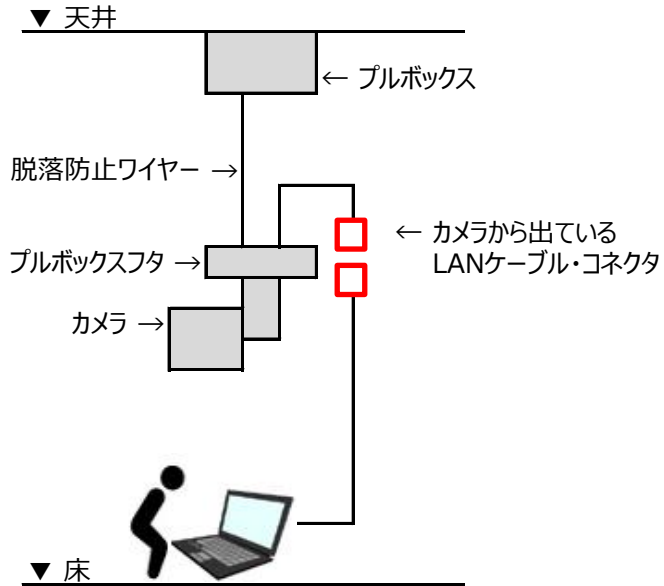 ▼ 天井
← プルボックス
脱落防止ワイヤー →
← カメラから出ている
LANケーブル・コネクタ
プルボックスフタ →
カメラ →
▼ 床